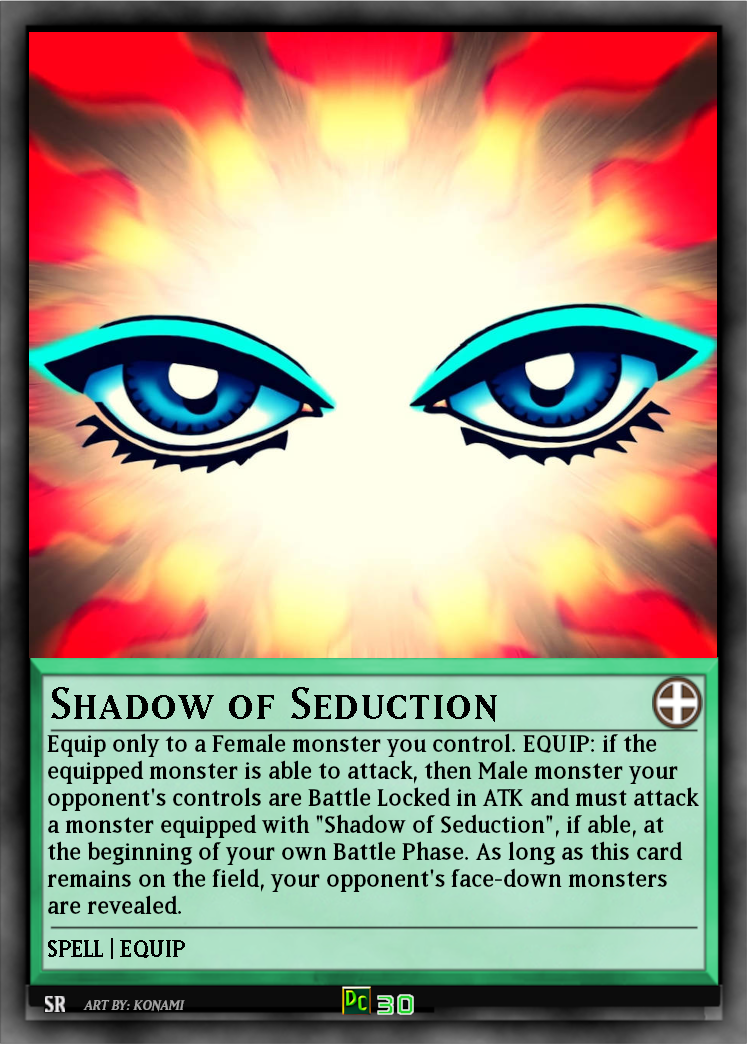 SHADOW OF SEDUCTION
Equip only to a Female monster you control. EQUIP: if the
equipped monster is able to attack, then Male monster your
opponent's controls are Battle Locked in ATK and must attack
a monster equipped with "Shadow of Seduction", if able, at
the beginning of your own Battle Phase. As long as this card
remains on the field, your opponent's face-down monsters
are revealed.
SPELL | EQUIP
SR ART BY: KONAMI DC 30